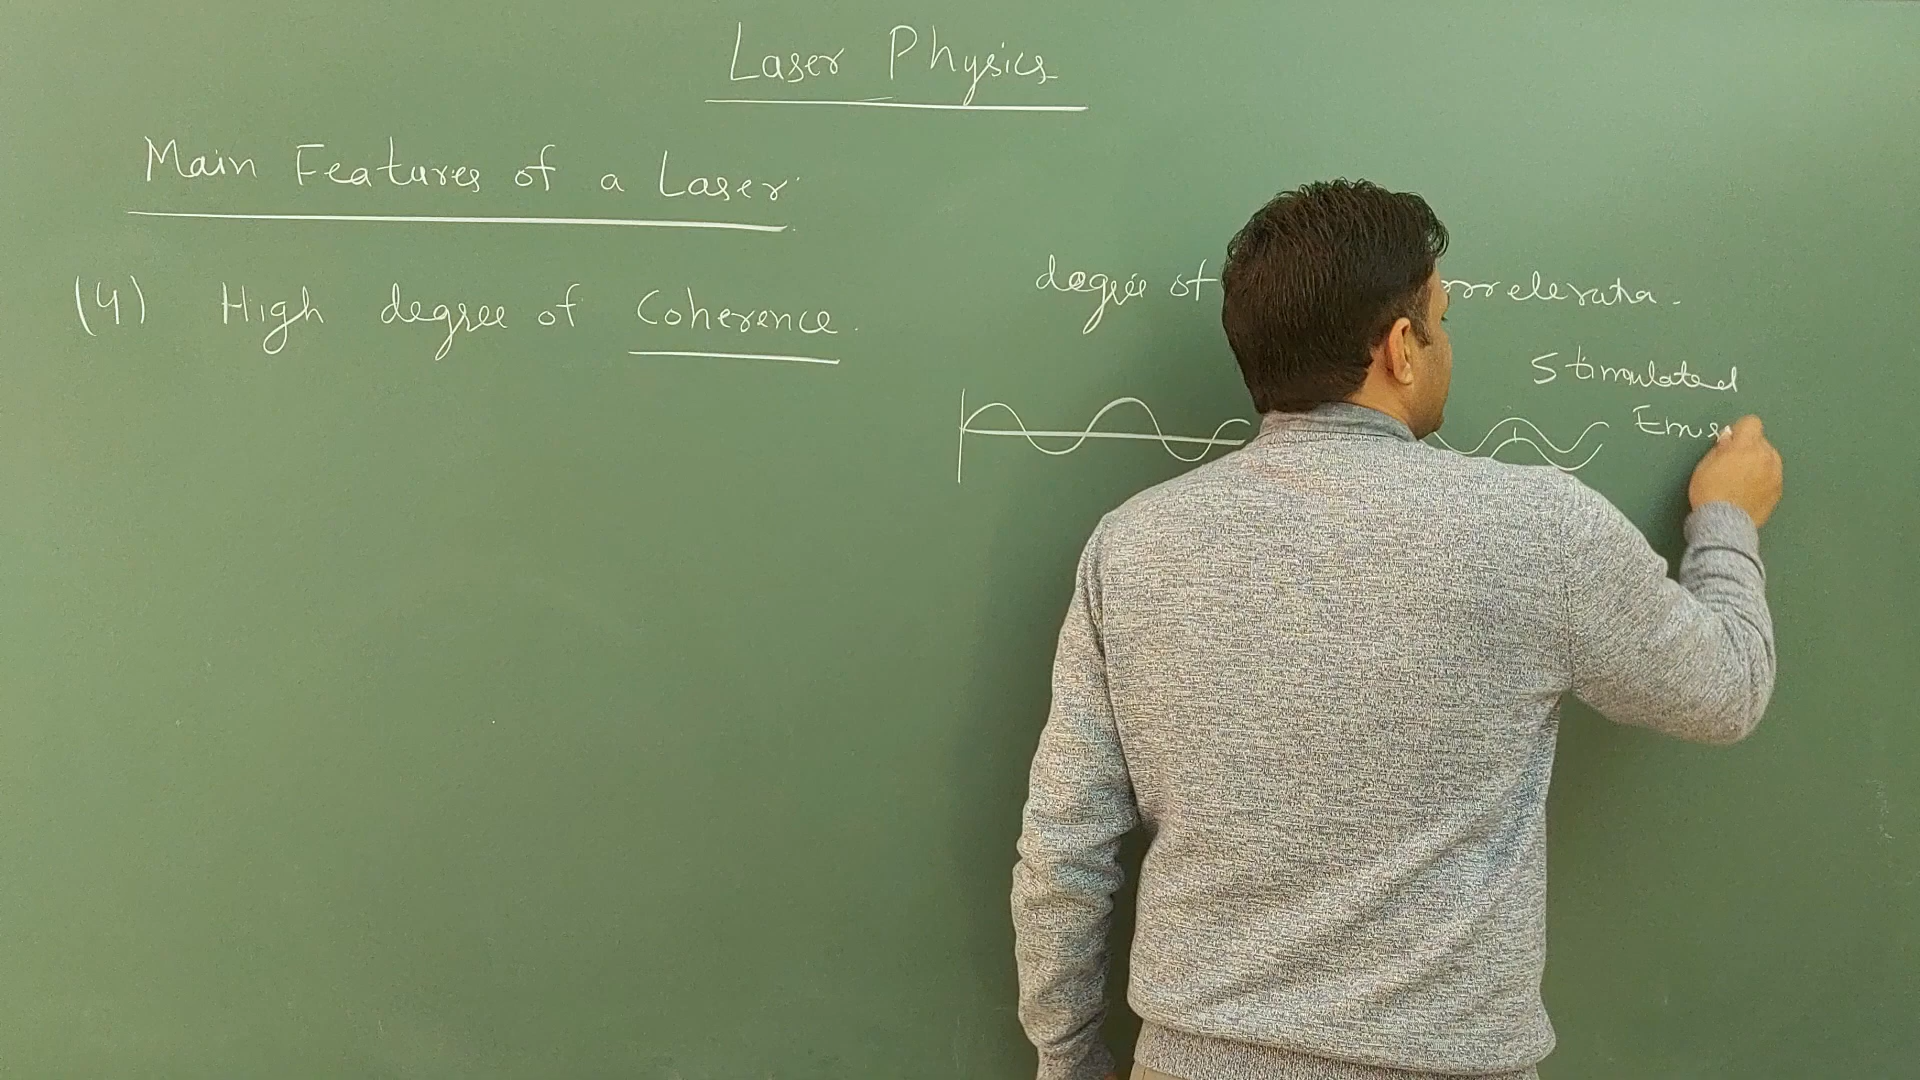 Laser Physics
Main Features of a Laser
(4) High degree of Coherence.
degree of
Stimulated